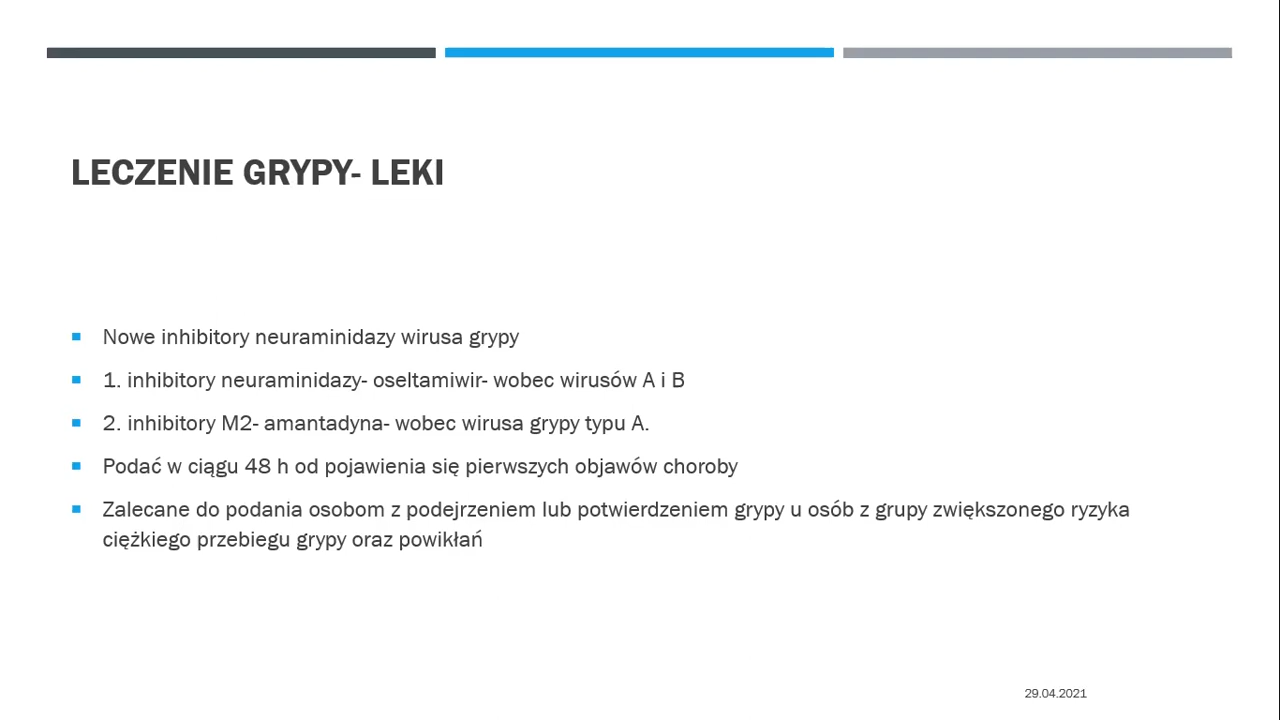 LECZENIE GRYPY- LEKI
Nowe inhibitory neuraminidazy wirusa grypy
1. inhibitory neuraminidazy- oseltamiwir- wobec wirusów A i B
2. inhibitory M2- amantadyna- wobec wirusa grypy typu A.
Podać w ciągu 48 h od pojawienia się pierwszych objawów choroby
Zalecane do podania osobom z podejrzeniem lub potwierdzeniem grypy u osób z grupy zwiększonego ryzyka
ciężkiego przebiegu grypy oraz powikłań
29.04.2021